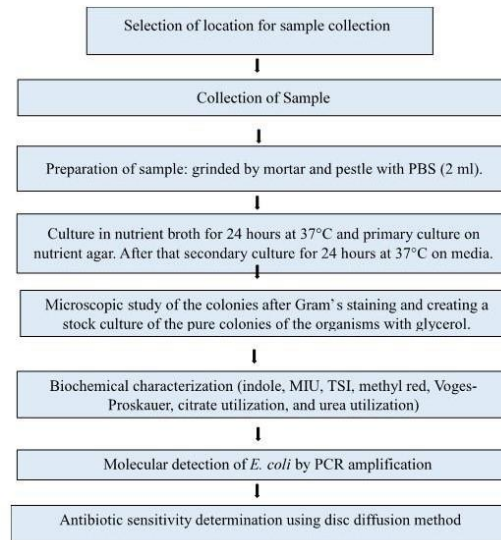 Selection of location for sample collection
Collection of Sample
Preparation of sample: grinded by mortar and pestle with PBS (2 ml).
Culture in nutrient broth for 24 hours at 37°C and primary culture on
nutrient agar. After that secondary culture for 24 hours at 37°C on media.
Microscopic study of the colonies after Gram's staining and creating a
stock culture of the pure colonies of the organisms with glycerol.
Biochemical characterization (indole, MIU, TSI, methyl red, Voges-
Proskauer, citrate utilization, and urea utilization)
Molecular detection of E. coli by PCR amplification
Antibiotic sensitivity determination using disc diffusion method